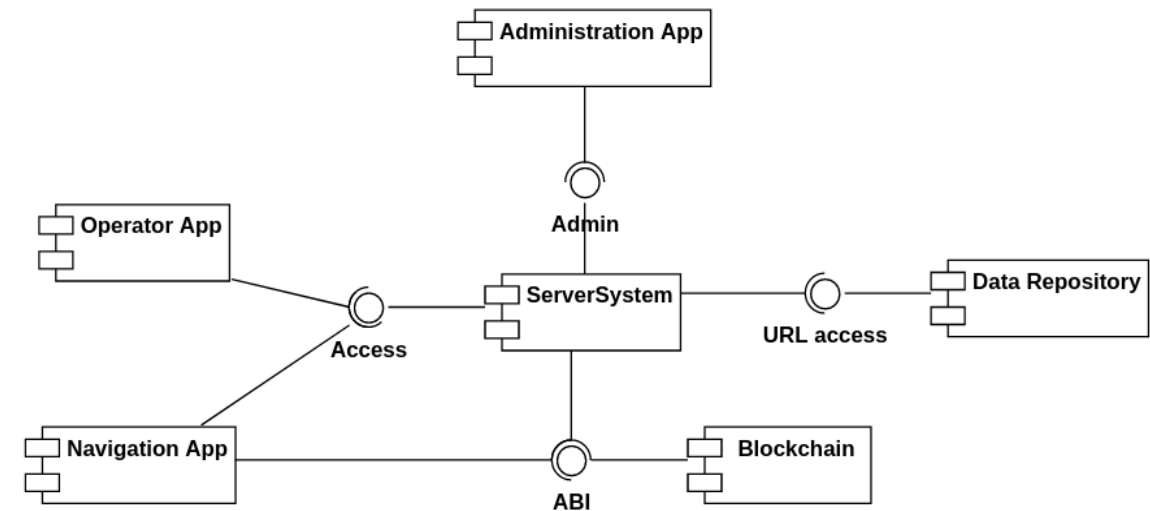 Administration App
Admin
Operator App
ServerSystem
Data Repository
URL access
Access
Navigation App
Blockchain
ABI